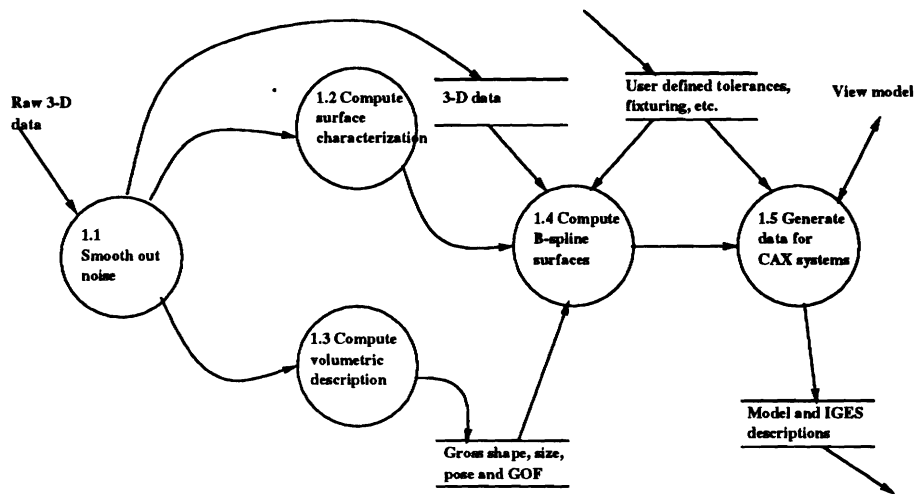 Raw 3-D
data
1.1
Smooth out
noise
1.2 Compute
surface
characterization
1.3 Compute
volumetric
description
3-D data
Gross shape, size,
pose and GOF
1.4 Compute
B-spline
surfaces
User defined tolerances,
fixturing, etc.
1.5 Generate
data for
CAX systems
View model
Model and IGES
descriptions